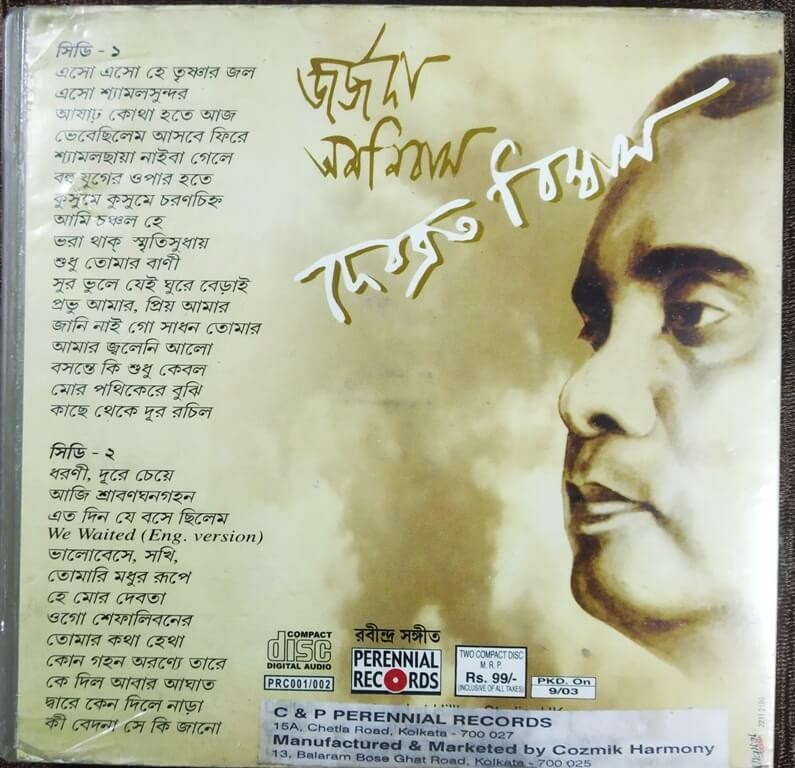 সিডি - ১
এসো এসো হে তৃষ্ণার জল
এসো শ্যামলসুন্দর
আষাঢ় কোথা হতে আজ
ভেবেছিলেম আসবে ফিরে
শ্যামলছায়া নাইবা গেলে
বহু যুগের ওপার হতে
কুসুমে কুসুমে চরণচিহ্ন
আমি চঞ্চল হে
ভরা থাক্ স্মৃতিসুধায়
শুধু তোমার বাণী
সুর ভুলে যেই ঘুরে বেড়াই
প্রভু আমার, প্রিয় আমার
জানি নাই গো সাধন তোমার
আমার জ্বলেনি আলো
বসন্তে কি শুধু কেবল
মোর পথিকেরে বুঝি
কাছে থেকে দূর রচিল
সিডি - ২
ধরণী, দূরে চেয়ে
আজি শ্রাবণঘনগহন
এত দিন যে বসে ছিলেম
We Waited (Eng. version)
ভালোবেসে, সখি,
তোমারি মধুর রূপে
হে মোর দেবতা
ওগো শেফালিবনের
তোমার কথা হেথা
কোন গহন অরণ্যে তারে
কে দিল আবার আঘাত
দ্বারে কেন দিলে নাড়া
কী বেদনা সে কি জানো
জর্জদা
অমনিবাস
দেবব্রত বিশ্বাস
COMPACT
disc
DIGITAL AUDIO
PRC001/002
রবীন্দ্র সঙ্গীত
PERENNIAL
RECORDS
TWO COMPACT DISC
M. R. P.
Rs. 99/-
(INCLUSIVE OF ALL TAXES)
PKD. On
9/03
C & P PERENNIAL RECORDS
15A, Chetla Road, Kolkata - 700 027
Manufactured & Marketed by Cozmik Harmony
13, Balaram Bose Ghat Road, Kolkata - 700 025